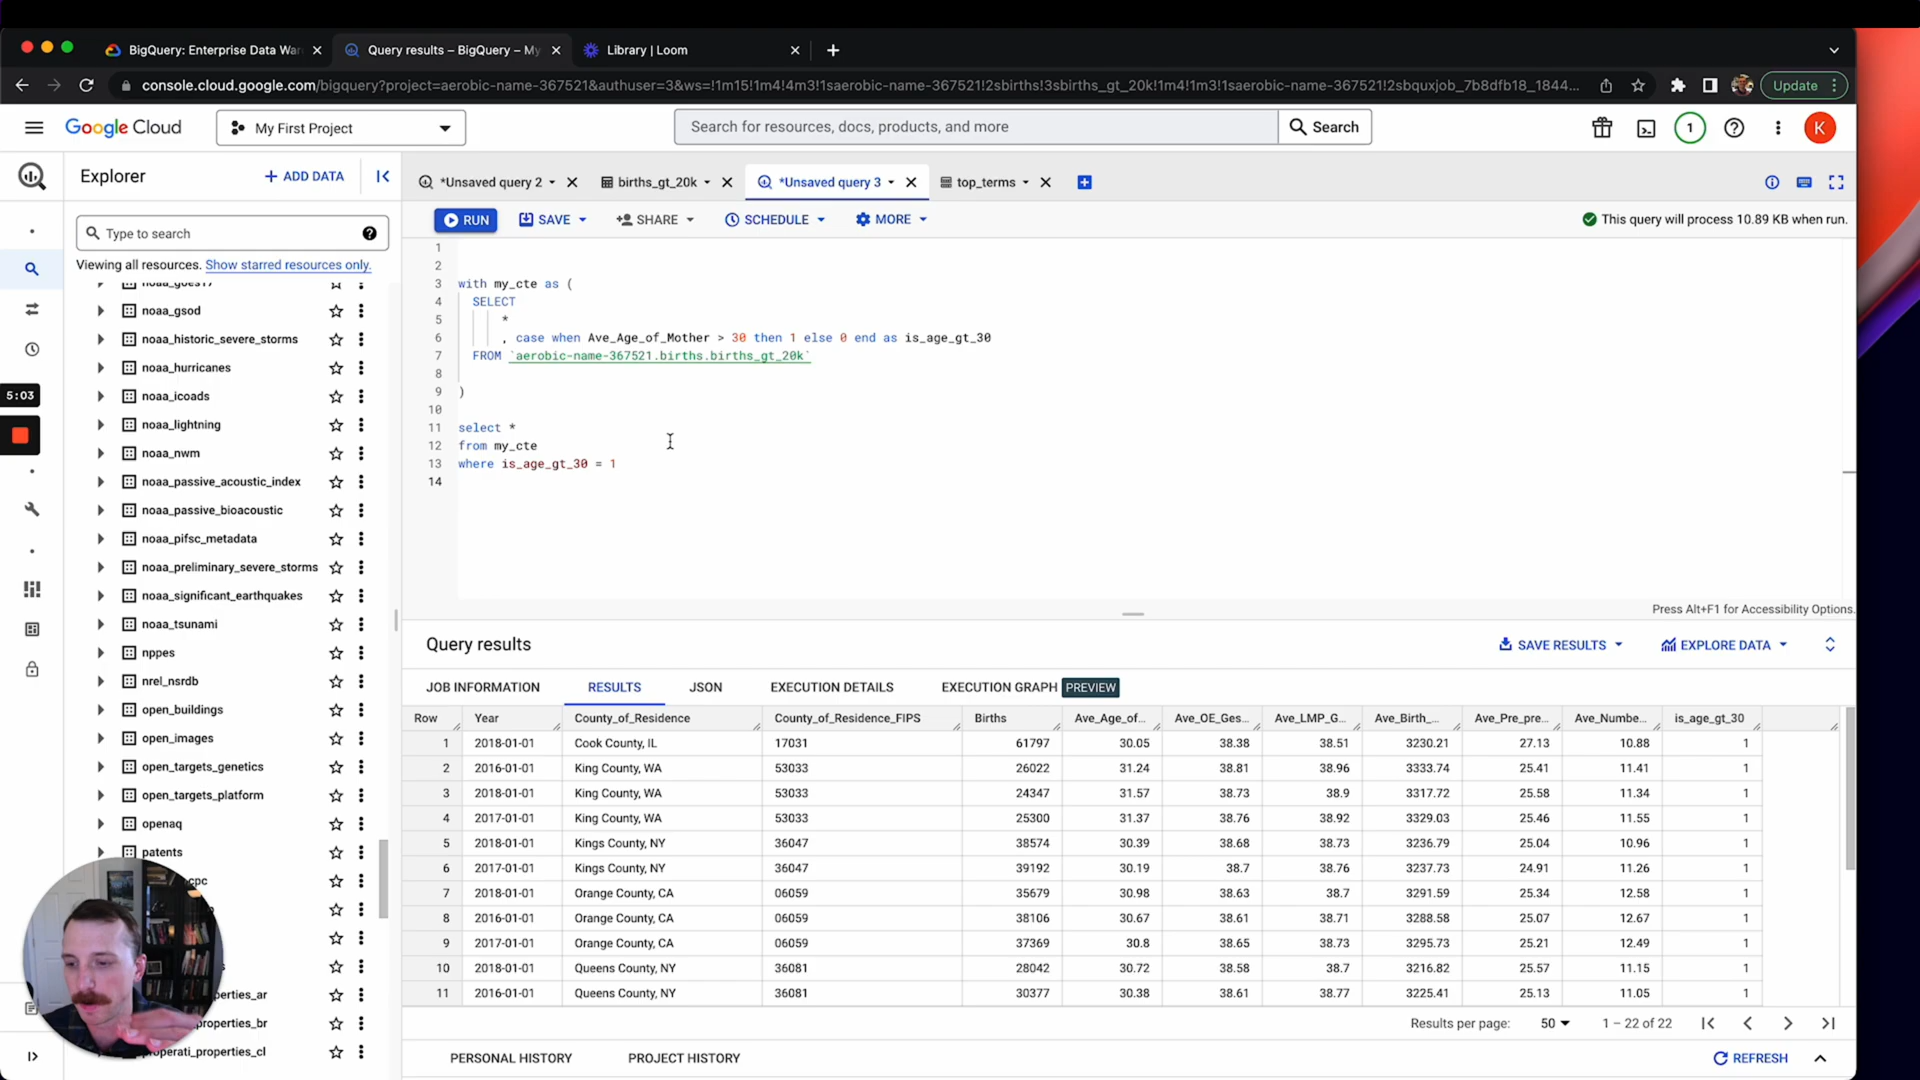 BigQuery: Enterprise Data War
Query results – BigQuery – My
Library | Loom
console.cloud.google.com/bigquery?project=aerobic-name-367521&authuser=3&ws=!1m15!1m4!4m3!1saerobic-name-367521!2sbirths!3sbirths_gt_20k!1m4!1m3!1saerobic-name-367521!2sbquxjob_7b8dfb18_1844...
Update
Google Cloud
My First Project
Search for resources, docs, products, and more
Search
1
K
Explorer
+ ADD DATA
*Unsaved query 2
births_gt_20k
*Unsaved query 3
top_terms
RUN
SAVE
SHARE
SCHEDULE
MORE
This query will process 10.89 KB when run.
Type to search
Viewing all resources. Show starred resources only.
noaa_goes17
noaa_gsod
noaa_historic_severe_storms
noaa_hurricanes
noaa_icoads
noaa_lightning
noaa_nwm
noaa_passive_acoustic_index
noaa_passive_bioacoustic
noaa_pifsc_metadata
noaa_preliminary_severe_storms
noaa_significant_earthquakes
noaa_tsunami
nppes
nrel_nsrdb
open_buildings
open_images
open_targets_genetics
open_targets_platform
openaq
patents
cpc
erties_ar
properties_br
properati_properties_cl
5:03
1
2
3 with my_cte as (
4 SELECT
5 *
6 , case when Ave_Age_of_Mother > 30 then 1 else 0 end as is_age_gt_30
7 FROM `aerobic-name-367521.births.births_gt_20k`
8
9 )
10
11 select *
12 from my_cte
13 where is_age_gt_30 = 1
14
Press Alt+F1 for Accessibility Options.
Query results
SAVE RESULTS
EXPLORE DATA
JOB INFORMATION
RESULTS
JSON
EXECUTION DETAILS
EXECUTION GRAPH PREVIEW
Row Year County_of_Residence County_of_Residence_FIPS Births Ave_Age_of... Ave_OE_Ges... Ave_LMP_G... Ave_Birth_... Ave_Pre_pre... Ave_Numbe... is_age_gt_30
1 2018-01-01 Cook County, IL 17031 61797 30.05 38.38 38.51 3230.21 27.13 10.88 1
2 2016-01-01 King County, WA 53033 26022 31.24 38.81 38.96 3333.74 25.41 11.41 1
3 2018-01-01 King County, WA 53033 24347 31.57 38.73 38.9 3317.72 25.58 11.34 1
4 2017-01-01 King County, WA 53033 25300 31.37 38.76 38.92 3329.03 25.46 11.55 1
5 2018-01-01 Kings County, NY 36047 38574 30.39 38.68 38.73 3236.79 25.04 10.96 1
6 2017-01-01 Kings County, NY 36047 39192 30.19 38.7 38.76 3237.73 24.91 11.26 1
7 2018-01-01 Orange County, CA 06059 35679 30.98 38.63 38.7 3291.59 25.34 12.58 1
8 2016-01-01 Orange County, CA 06059 38106 30.67 38.61 38.71 3288.58 25.07 12.67 1
9 2017-01-01 Orange County, CA 06059 37369 30.8 38.65 38.73 3295.73 25.21 12.49 1
10 2018-01-01 Queens County, NY 36081 28042 30.72 38.58 38.7 3216.82 25.57 11.15 1
11 2016-01-01 Queens County, NY 36081 30377 30.38 38.61 38.77 3225.41 25.13 11.05 1
Results per page: 50 1 – 22 of 22
PERSONAL HISTORY
PROJECT HISTORY
REFRESH